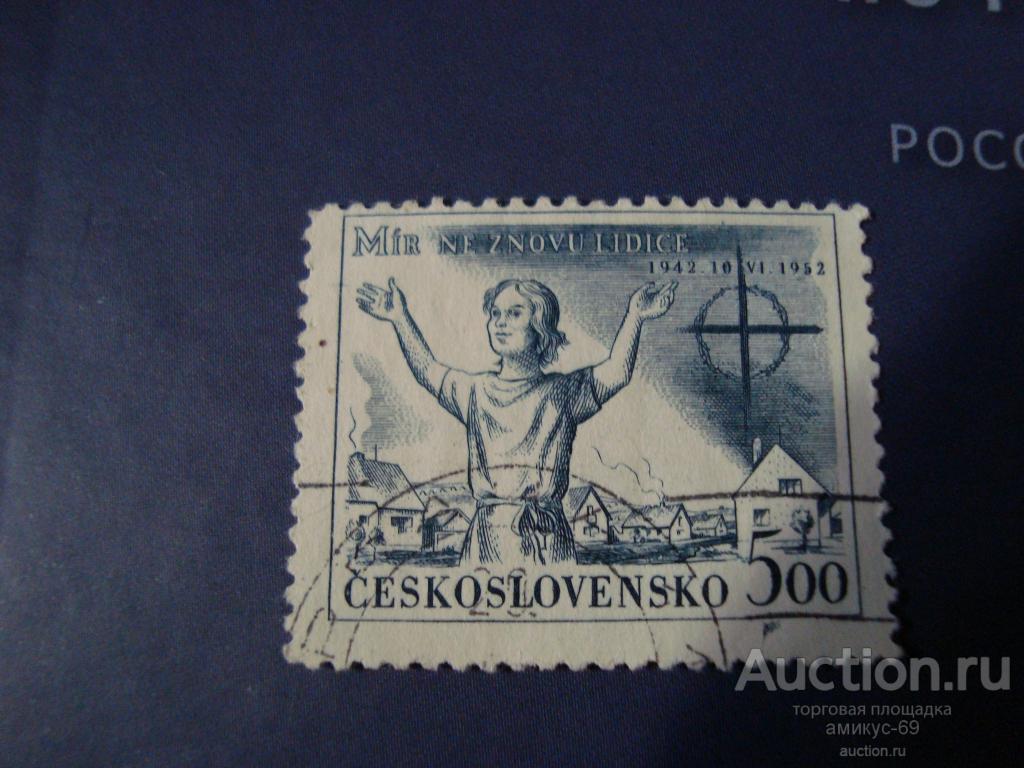 РОСС
MÍR NE ZNOVU LIDICE
1942.10 VI.1952
ČESKOSLOVENSKO 5.00
Auction.ru
торговая площадка
амикус-69
auction.ru